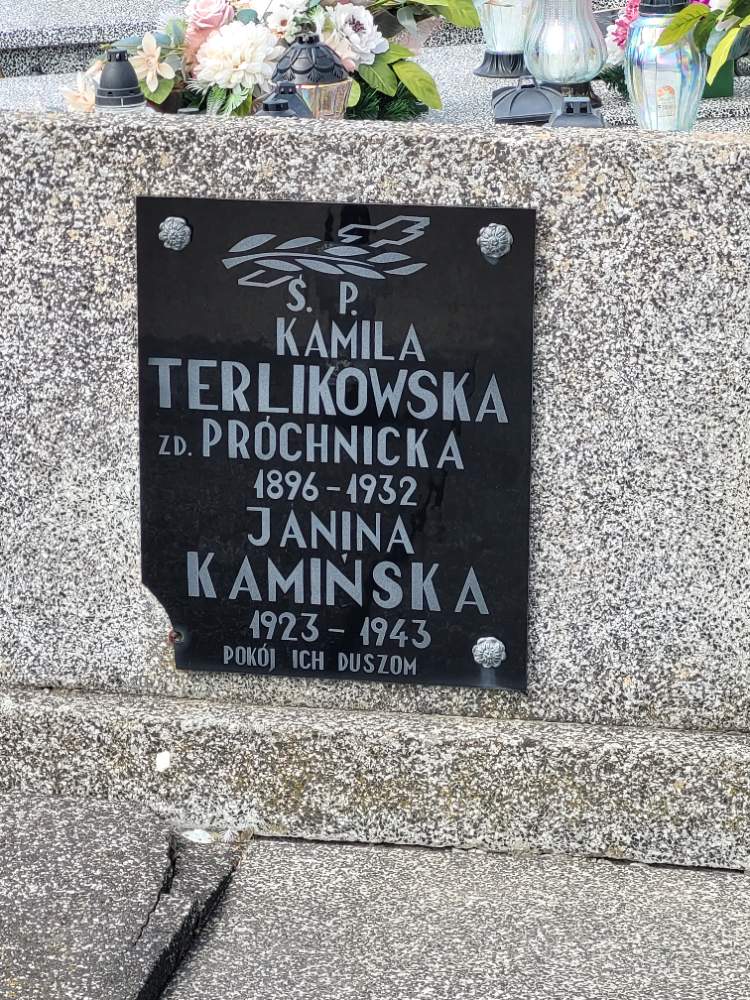 Ś. P.
KAMILA
TERLIKOWSKA
ZD. PRÓCHNICKA
1896 - 1932
JANINA
KAMIŃSKA
1923 - 1943
POKÓJ ICH DUSZOM